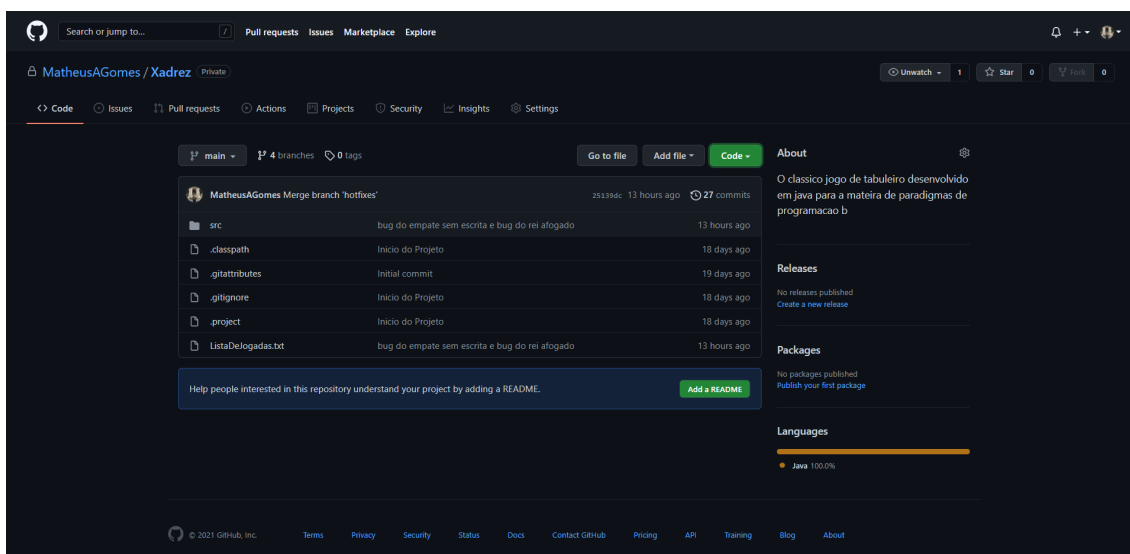 Search or jump to... / Pull requests Issues Marketplace Explore
MatheusAGomes / Xadrez Private Unwatch 1 Star 0 Fork 0
Code Issues Pull requests Actions Projects Security Insights Settings
main 4 branches 0 tags Go to file Add file Code
About
O classico jogo de tabuleiro desenvolvido
em java para a mateira de paradigmas de
programacao b
MatheusAGomes Merge branch 'hotfixes' 25139dc 13 hours ago 27 commits
src bug do empate sem escrita e bug do rei afogado 13 hours ago
.classpath Inicio do Projeto 18 days ago
.gitattributes Initial commit 19 days ago
.gitignore Inicio do Projeto 18 days ago
.project Inicio do Projeto 18 days ago
ListaDeJogadas.txt bug do empate sem escrita e bug do rei afogado 13 hours ago
Help people interested in this repository understand your project by adding a README. Add a README
Releases
No releases published
Create a new release
Packages
No packages published
Publish your first package
Languages
Java 100.0%
© 2021 GitHub, Inc. Terms Privacy Security Status Docs Contact GitHub Pricing API Training Blog About